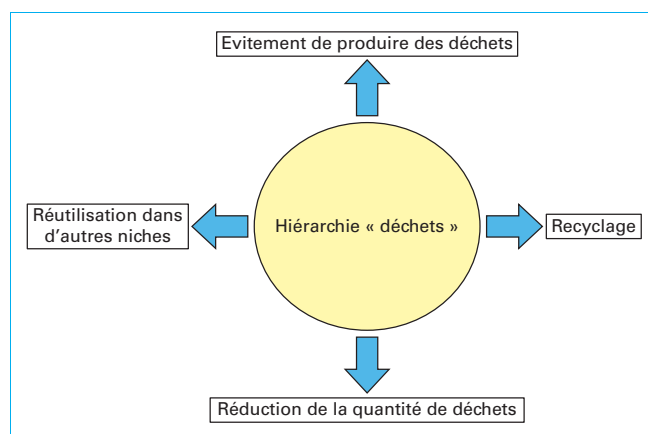 Evitement de produire des déchets
Réutilisation dans
d'autres niches
Hiérarchie « déchets »
Recyclage
Réduction de la quantité de déchets